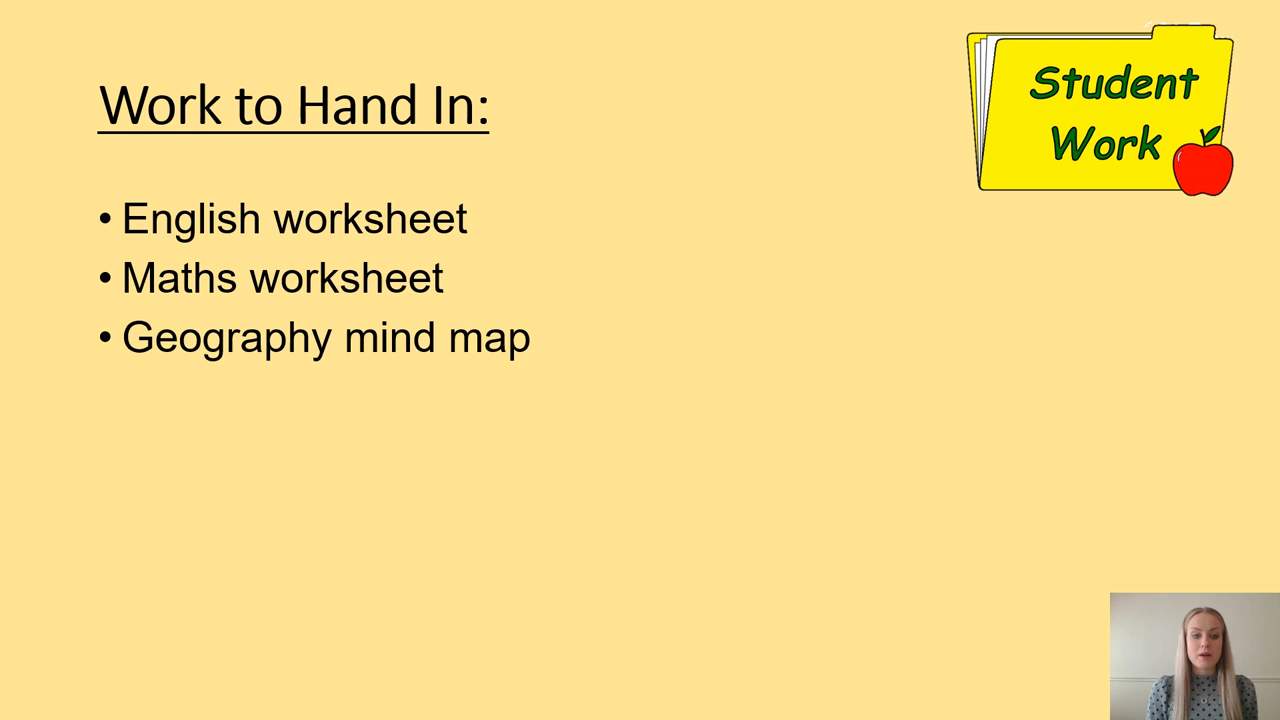 Work to Hand In:
• English worksheet
• Maths worksheet
• Geography mind map
Student
Work